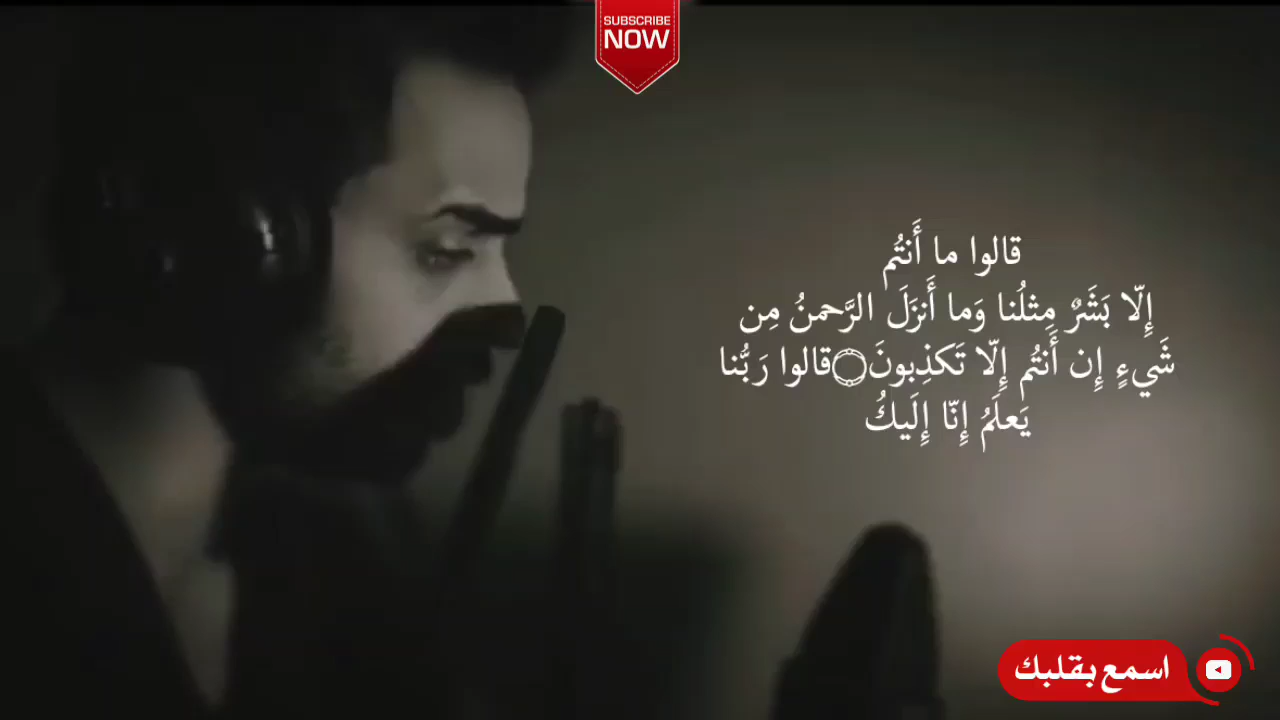 SUBSCRIBE
NOW
قالوا ما أَنتُم
إِلّا بَشَرٌ مِثلُنا وَما أَنزَلَ الرَّحمنُ مِن
شَيءٍ إِن أَنتُم إِلّا تَكذِبونَ۝قالوا رَبُّنا
يَعلَمُ إِنّا إِلَيكُ
اسمع بقلبك